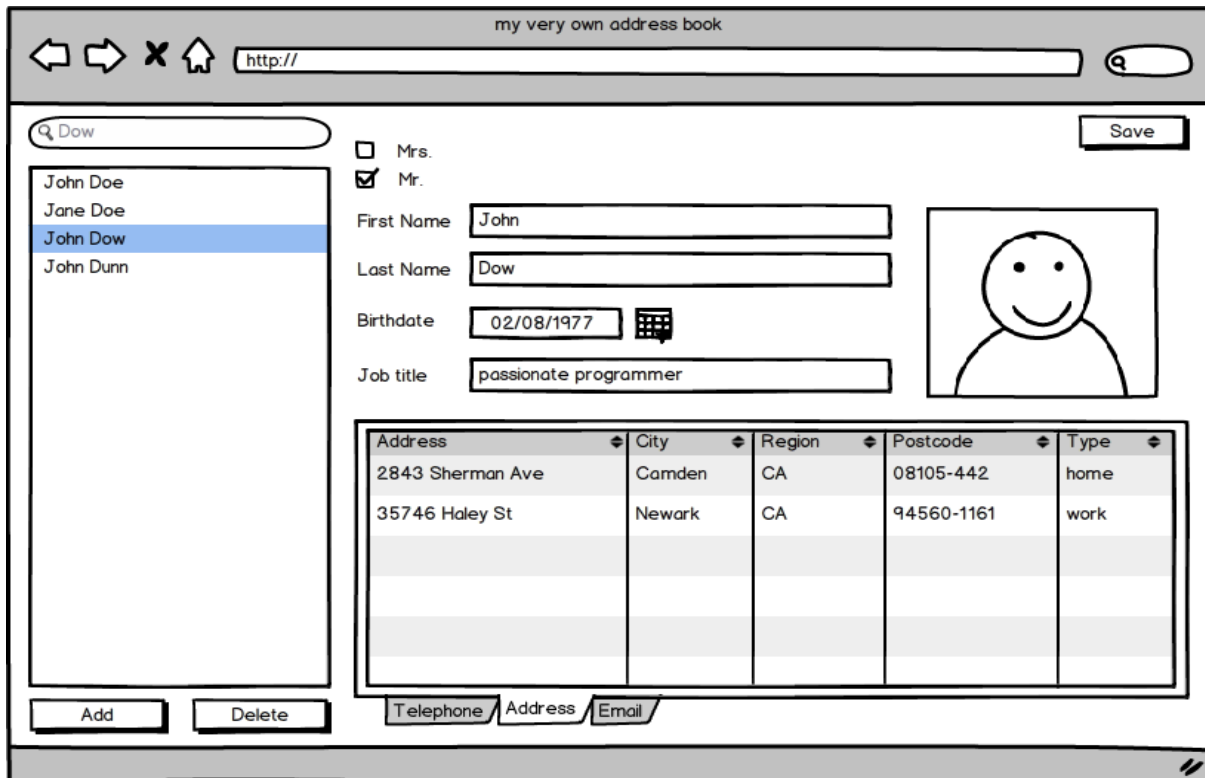 my very own address book
http://
Dow
Save
John Doe
Jane Doe
John Dow
John Dunn
Mrs.
Mr.
First Name John
Last Name Dow
Birthdate 02/08/1977
Job title passionate programmer
Address City Region Postcode Type
2843 Sherman Ave Camden CA 08105-442 home
35746 Haley St Newark CA 94560-1161 work
Add Delete
Telephone Address Email